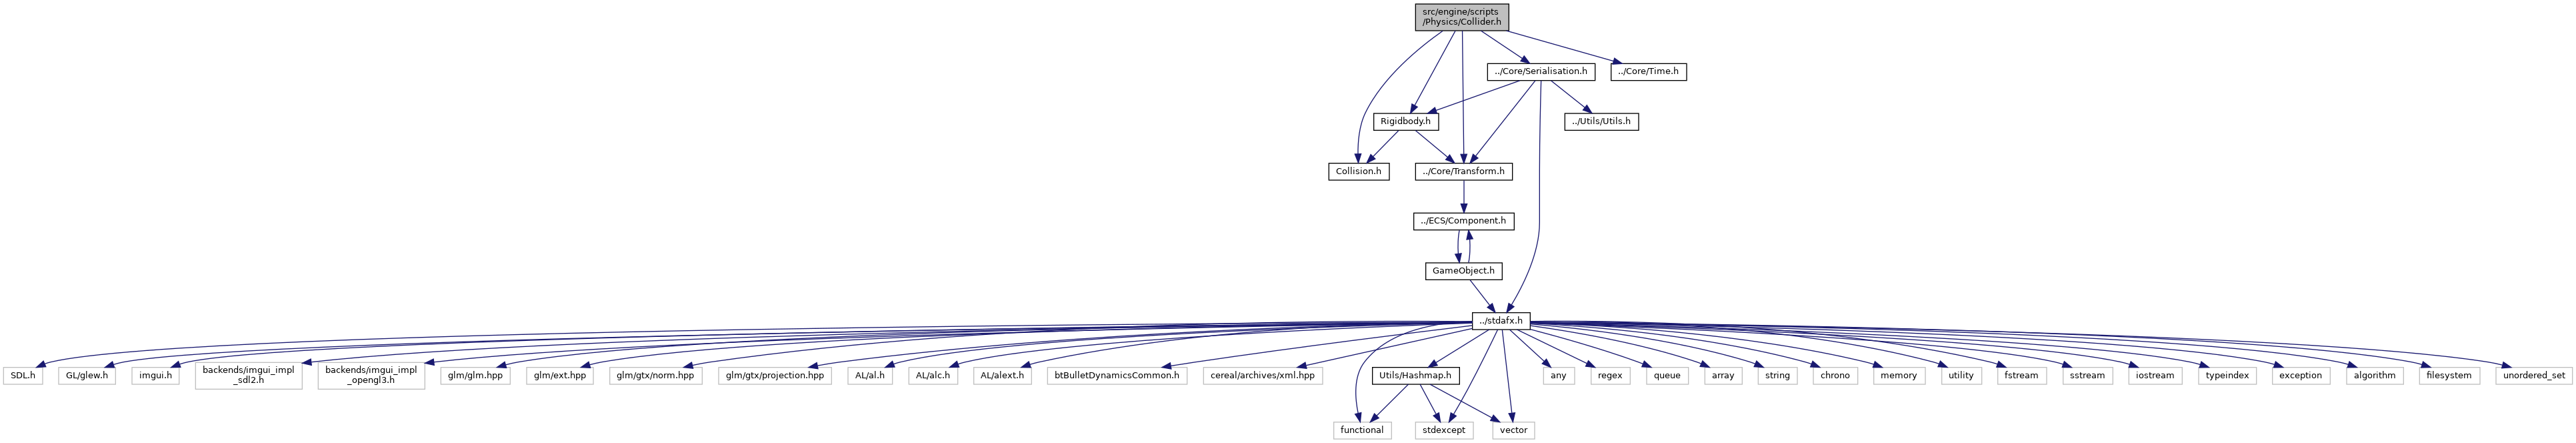 src/engine/scripts
/Physics/Collider.h
../Core/Serialisation.h
../Core/Time.h
Rigidbody.h
../Utils/Utils.h
Collision.h
../Core/Transform.h
../ECS/Component.h
GameObject.h
../stdafx.h
SDL.h
GL/glew.h
imgui.h
backends/imgui_impl
_sdl2.h
backends/imgui_impl
_opengl3.h
glm/glm.hpp
glm/ext.hpp
glm/gtx/norm.hpp
glm/gtx/projection.hpp
AL/al.h
AL/alc.h
AL/alext.h
btBulletDynamicsCommon.h
cereal/archives/xml.hpp
Utils/Hashmap.h
any
regex
queue
array
string
chrono
memory
utility
fstream
sstream
iostream
typeindex
exception
algorithm
filesystem
unordered_set
functional
stdexcept
vector